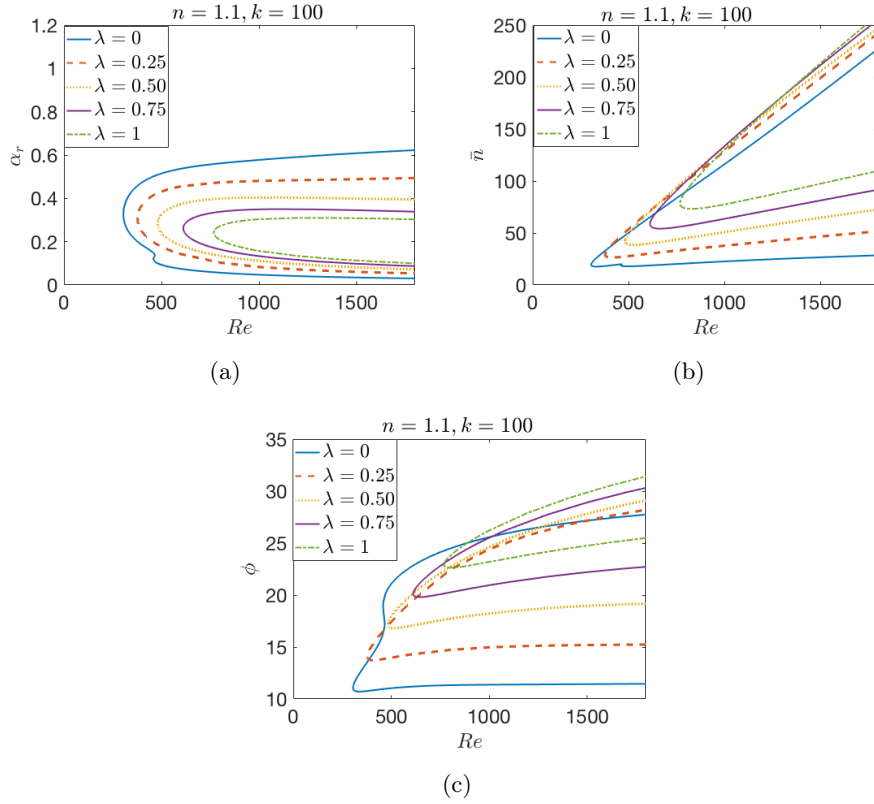 n = 1.1, k = 100
1.2
1
0.8
0.6
0.4
0.2
0
α_r
λ = 0
λ = 0.25
λ = 0.50
λ = 0.75
λ = 1
0 500 1000 1500
Re
(a)
n = 1.1, k = 100
250
200
150
100
50
0
n̄
λ = 0
λ = 0.25
λ = 0.50
λ = 0.75
λ = 1
0 500 1000 1500
Re
(b)
n = 1.1, k = 100
35
30
25
20
15
10
ϕ
λ = 0
λ = 0.25
λ = 0.50
λ = 0.75
λ = 1
0 500 1000 1500
Re
(c)